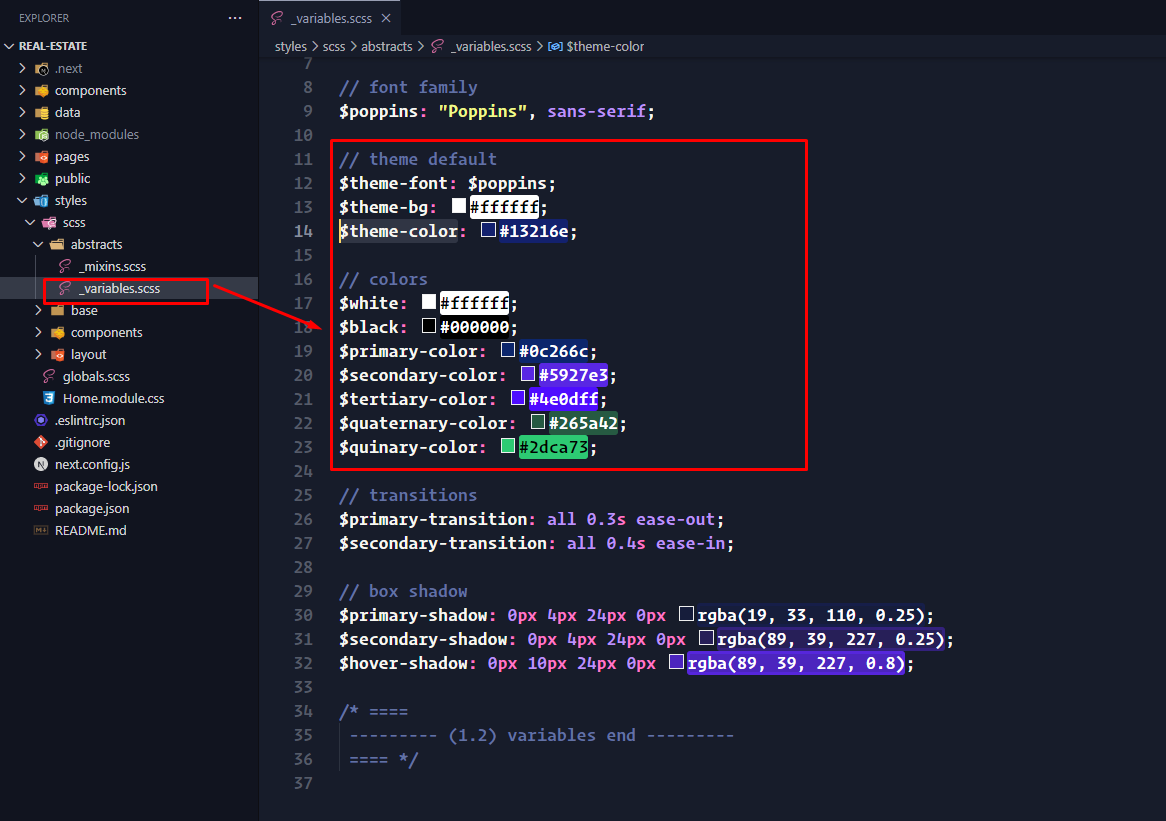 EXPLORER
...
_variables.scss
REAL-ESTATE
styles > scss > abstracts > _variables.scss > $theme-color
.next
components
data
node_modules
pages
public
styles
scss
abstracts
_mixins.scss
_variables.scss
base
components
layout
globals.scss
Home.module.css
.eslintrc.json
.gitignore
next.config.js
package-lock.json
package.json
README.md
7
8 // font family
9 $poppins: "Poppins", sans-serif;
10
11 // theme default
12 $theme-font: $poppins;
13 $theme-bg: #ffffff;
14 $theme-color: #13216e;
15
16 // colors
17 $white: #ffffff;
18 $black: #000000;
19 $primary-color: #0c266c;
20 $secondary-color: #5927e3;
21 $tertiary-color: #4e0dff;
22 $quaternary-color: #265a42;
23 $quinary-color: #2dca73;
24
25 // transitions
26 $primary-transition: all 0.3s ease-out;
27 $secondary-transition: all 0.4s ease-in;
28
29 // box shadow
30 $primary-shadow: 0px 4px 24px 0px rgba(19, 33, 110, 0.25);
31 $secondary-shadow: 0px 4px 24px 0px rgba(89, 39, 227, 0.25);
32 $hover-shadow: 0px 10px 24px 0px rgba(89, 39, 227, 0.8);
33
34 /* ====
35 --------- (1.2) variables end ---------
36 ==== */
37